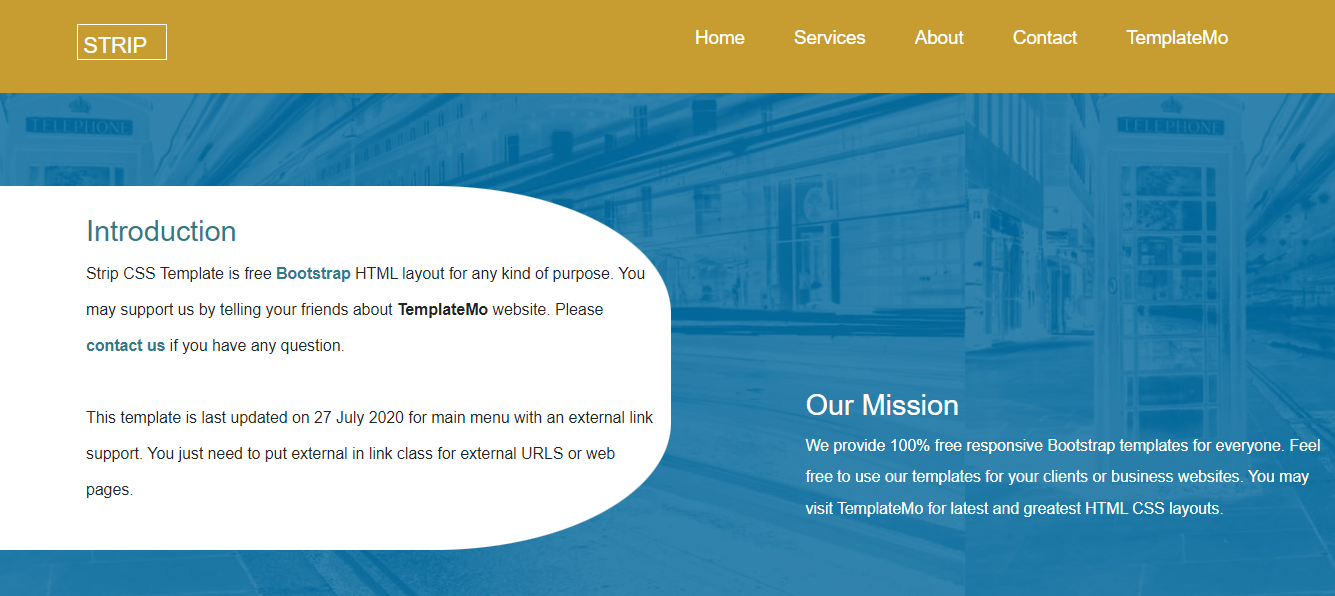 STRIP
Home Services About Contact TemplateMo
TELEPHONE
TELEPHONE
Introduction
Strip CSS Template is free Bootstrap HTML layout for any kind of purpose. You
may support us by telling your friends about TemplateMo website. Please
contact us if you have any question.
This template is last updated on 27 July 2020 for main menu with an external link
support. You just need to put external in link class for external URLS or web
pages.
Our Mission
We provide 100% free responsive Bootstrap templates for everyone. Feel
free to use our templates for your clients or business websites. You may
visit TemplateMo for latest and greatest HTML CSS layouts.